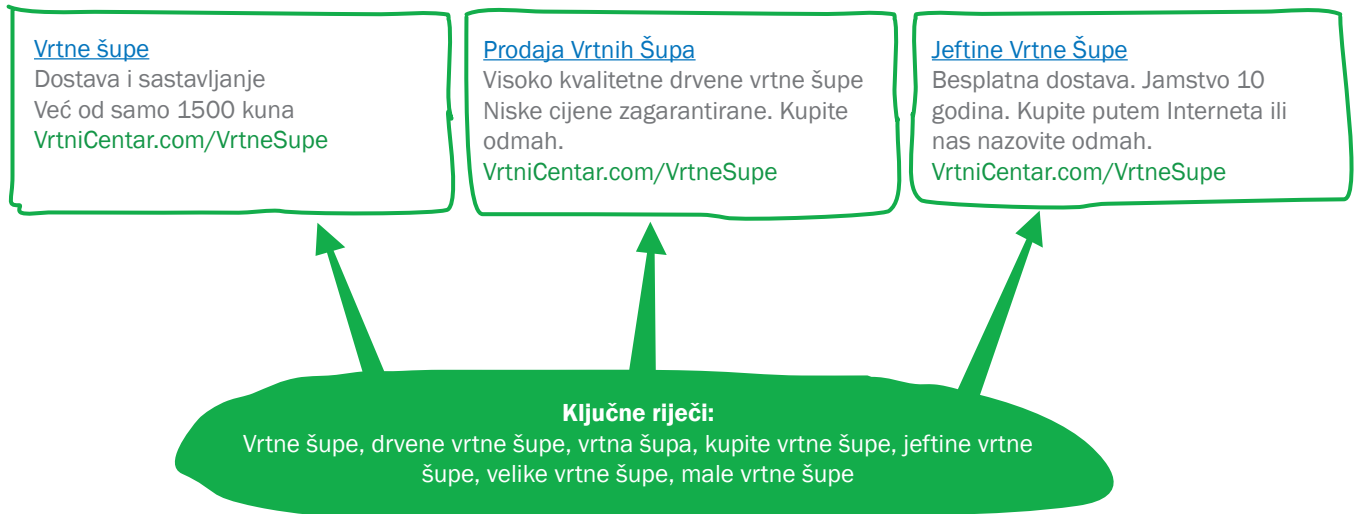 Vrtne šupe
Dostava i sastavljanje
Već od samo 1500 kuna
VrtniCentar.com/VrtneSupe
Prodaja Vrtnih Šupa
Visoko kvalitetne drvene vrtne šupe
Niske cijene zagarantirane. Kupite
odmah.
VrtniCentar.com/VrtneSupe
Jeftine Vrtne Šupe
Besplatna dostava. Jamstvo 10
godina. Kupite putem Interneta ili
nas nazovite odmah.
VrtniCentar.com/VrtneSupe
Ključne riječi:
Vrtne šupe, drvene vrtne šupe, vrtna šupa, kupite vrtne šupe, jeftine vrtne
šupe, velike vrtne šupe, male vrtne šupe